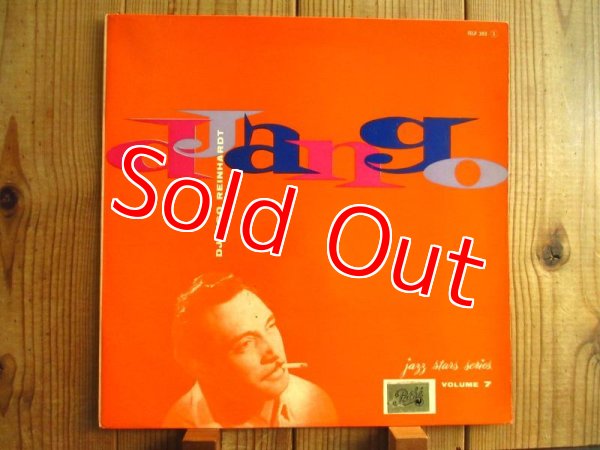 django
DJANGO REINHARDT
Sold Out
jazz stars series
VOLUME 7